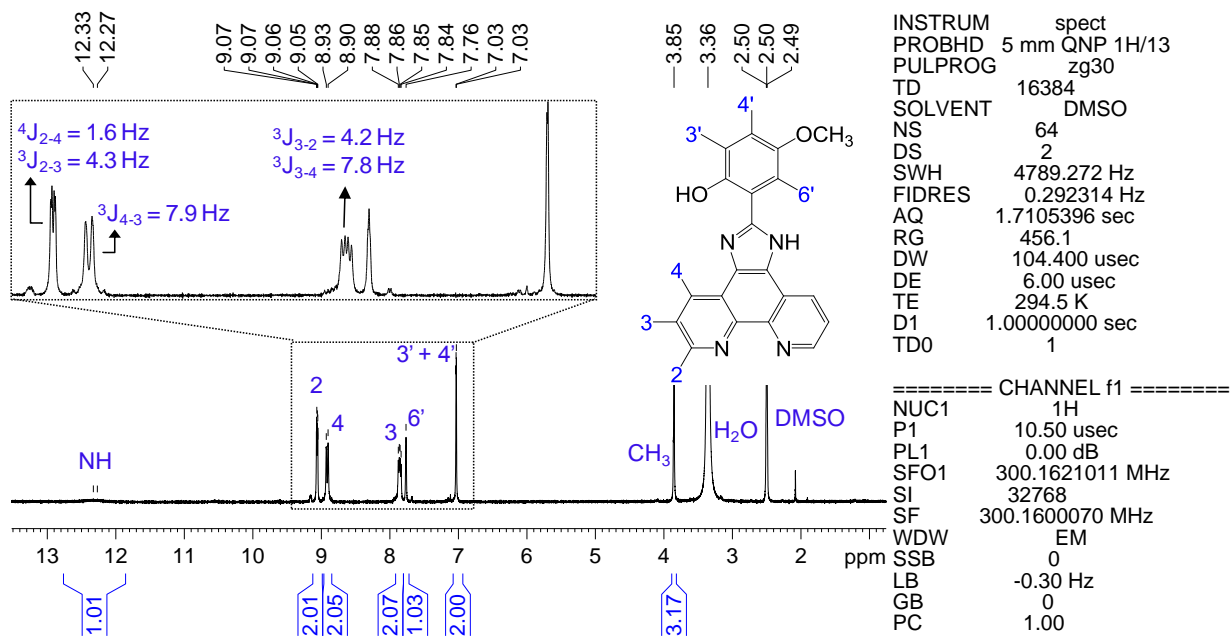 12.33
12.27
9.07
9.07
9.06
9.05
8.93
8.90
7.88
7.86
7.85
7.84
7.76
7.03
7.03
3.85
3.36
2.50
2.50
2.49
⁴J₂₋₄ = 1.6 Hz
³J₂₋₃ = 4.3 Hz
³J₄₋₃ = 7.9 Hz
³J₃₋₂ = 4.2 Hz
³J₃₋₄ = 7.8 Hz
4'
3'
OCH₃
HO
6'
N
NH
4
3
N
N
2
NH
2
4
3
6'
3' + 4'
CH₃
H₂O
DMSO
13 12 11 10 9 8 7 6 5 4 3 2 ppm
1.01
2.01
2.05
2.07
1.03
2.00
3.17
INSTRUM spect
PROBHD 5 mm QNP 1H/13
PULPROG zg30
TD 16384
SOLVENT DMSO
NS 64
DS 2
SWH 4789.272 Hz
FIDRES 0.292314 Hz
AQ 1.7105396 sec
RG 456.1
DW 104.400 usec
DE 6.00 usec
TE 294.5 K
D1 1.00000000 sec
TD0 1
======== CHANNEL f1 ========
NUC1 1H
P1 10.50 usec
PL1 0.00 dB
SFO1 300.1621011 MHz
SI 32768
SF 300.1600070 MHz
WDW EM
SSB 0
LB -0.30 Hz
GB 0
PC 1.00